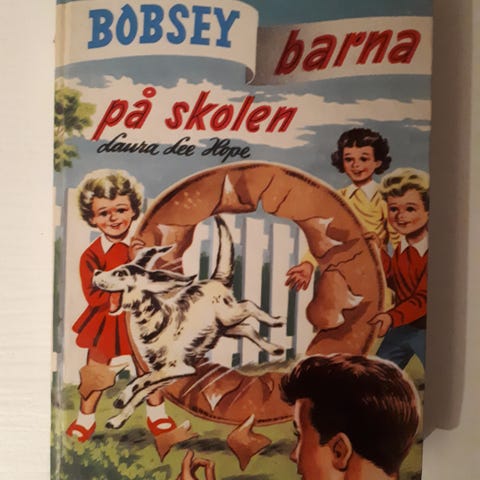 BOBSEY
barna
på skolen
Laura Lee Hope